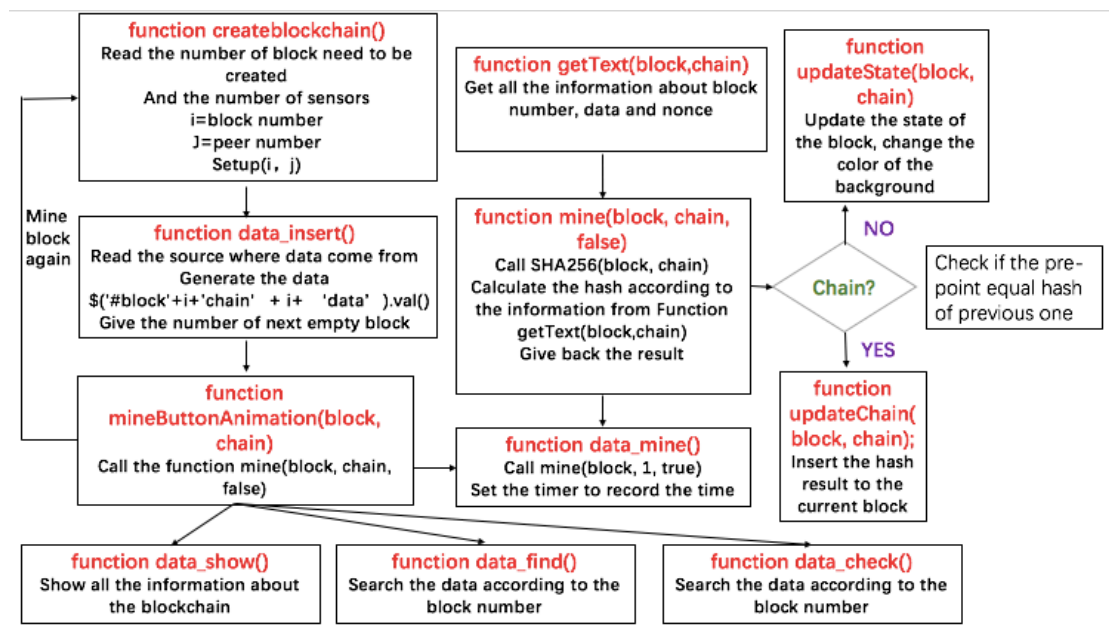 function createblockchain()
Read the number of block need to be
created
And the number of sensors
i=block number
J=peer number
Setup(i, j)
Mine
block
again
function data_insert()
Read the source where data come from
Generate the data
$('#block'+i+'chain' + i+ 'data' ).val()
Give the number of next empty block
function
mineButtonAnimation(block,
chain)
Call the function mine(block, chain,
false)
function getText(block,chain)
Get all the information about block
number, data and nonce
function mine(block, chain,
false)
Call SHA256(block, chain)
Calculate the hash according to
the information from Function
getText(block,chain)
Give back the result
function data_mine()
Call mine(block, 1, true)
Set the timer to record the time
function
updateState(block,
chain)
Update the state of
the block, change the
color of the
background
NO
Chain?
YES
Check if the pre-
point equal hash
of previous one
function
updateChain(
block, chain);
Insert the hash
result to the
current block
function data_show()
Show all the information about
the blockchain
function data_find()
Search the data according to the
block number
function data_check()
Search the data according to the
block number